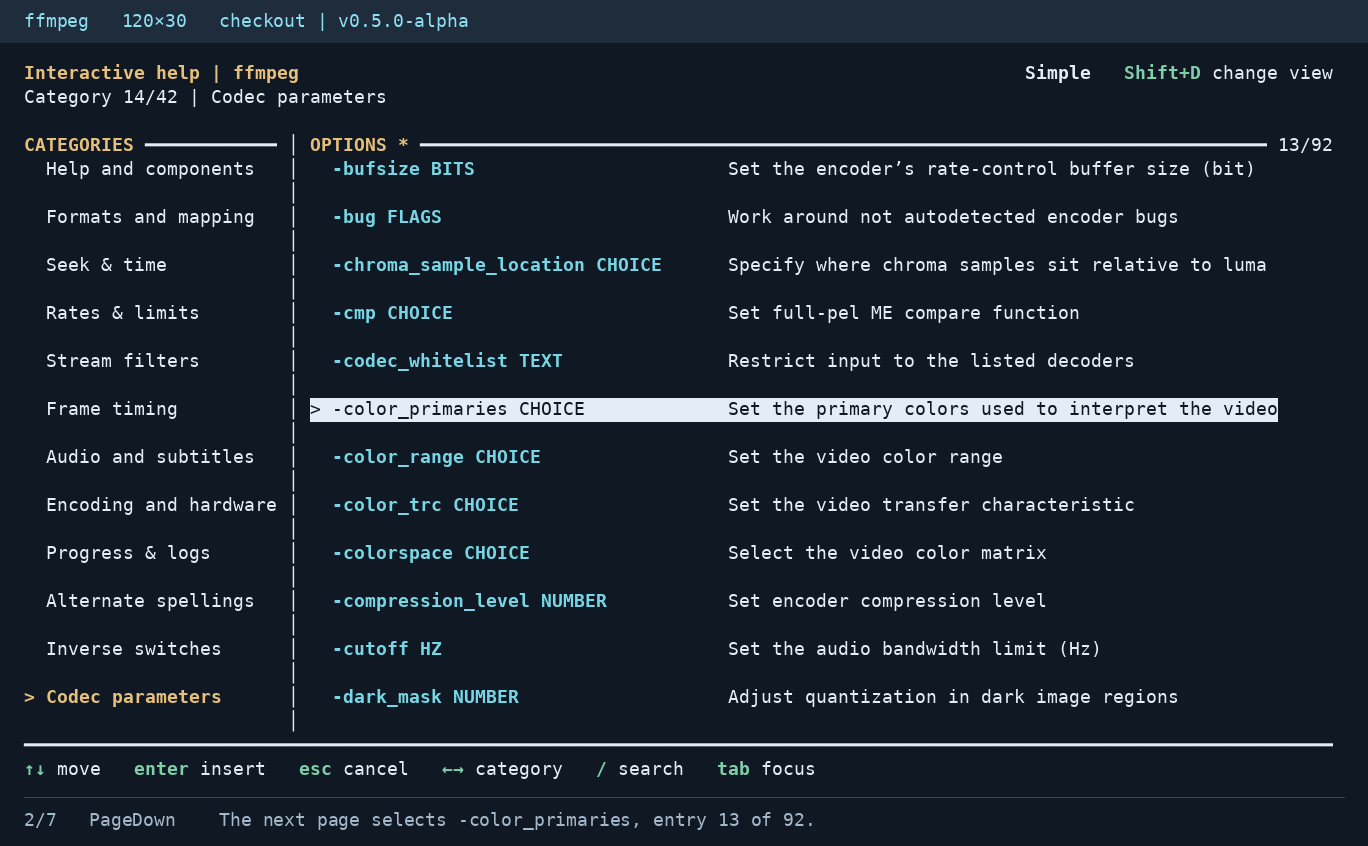 ffmpeg 120×30 checkout | v0.5.0-alpha
Interactive help | ffmpeg Simple Shift+D change view
Category 14/42 | Codec parameters
CATEGORIES OPTIONS * 13/92
Help and components -bufsize BITS Set the encoder’s rate-control buffer size (bit)
Formats and mapping -bug FLAGS Work around not autodetected encoder bugs
Seek & time -chroma_sample_location CHOICE Specify where chroma samples sit relative to luma
Rates & limits -cmp CHOICE Set full-pel ME compare function
Stream filters -codec_whitelist TEXT Restrict input to the listed decoders
Frame timing > -color_primaries CHOICE Set the primary colors used to interpret the video
Audio and subtitles -color_range CHOICE Set the video color range
Encoding and hardware -color_trc CHOICE Set the video transfer characteristic
Progress & logs -colorspace CHOICE Select the video color matrix
Alternate spellings -compression_level NUMBER Set encoder compression level
Inverse switches -cutoff HZ Set the audio bandwidth limit (Hz)
> Codec parameters -dark_mask NUMBER Adjust quantization in dark image regions
↑↓ move enter insert esc cancel ←→ category / search tab focus
2/7 PageDown The next page selects -color_primaries, entry 13 of 92.